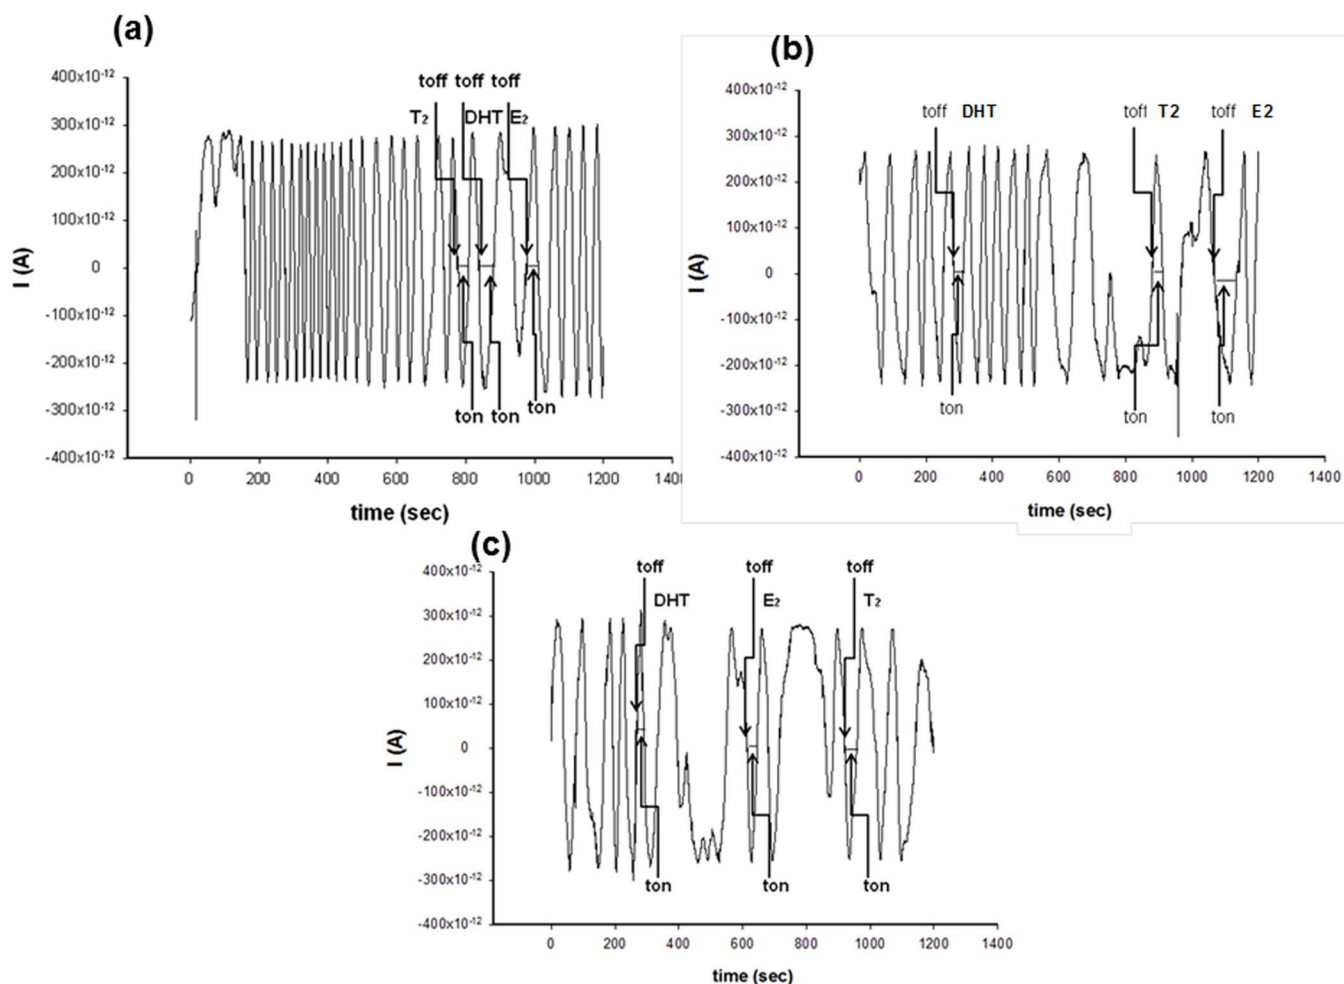 (a)
400x10-12
300x10-12
200x10-12
100x10-12
0
-100x10-12
-200x10-12
-300x10-12
-400x10-12
I (A)
toff toff toff
T2 DHT E2
ton ton ton
0 200 400 600 800 1000 1200 140
time (sec)
(b)
400x10-12
300x10-12
200x10-12
100x10-12
0
-100x10-12
-200x10-12
-300x10-12
-400x10-12
I (A)
toff DHT toff T2 toff E2
ton ton ton
0 200 400 600 800 1000 1200 1400
time (sec)
(c)
400x10-12
300x10-12
200x10-12
100x10-12
0
-100x10-12
-200x10-12
-300x10-12
-400x10-12
I (A)
toff toff toff
DHT E2 T2
ton ton ton
0 200 400 600 800 1000 1200 1400
time (sec)